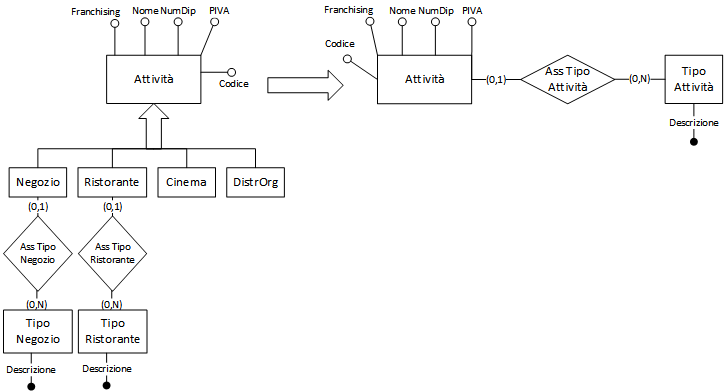 Franchising Nome NumDip PIVA
Attività
Codice
Negozio Ristorante Cinema DistrOrg
(0,1) (0,1)
Ass Tipo Negozio
Ass Tipo Ristorante
(0,N) (0,N)
Tipo Negozio
Tipo Ristorante
Descrizione Descrizione
Franchising Nome NumDip PIVA
Codice
Attività
(0,1)
Ass Tipo Attività
(0,N)
Tipo Attività
Descrizione